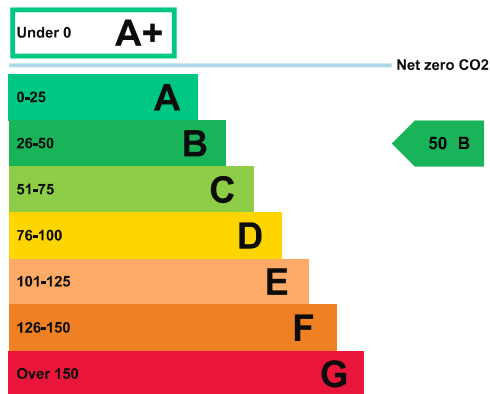 Under 0 A+
Net zero CO2
0-25 A
26-50 B
50 B
51-75 C
76-100 D
101-125 E
126-150 F
Over 150 G